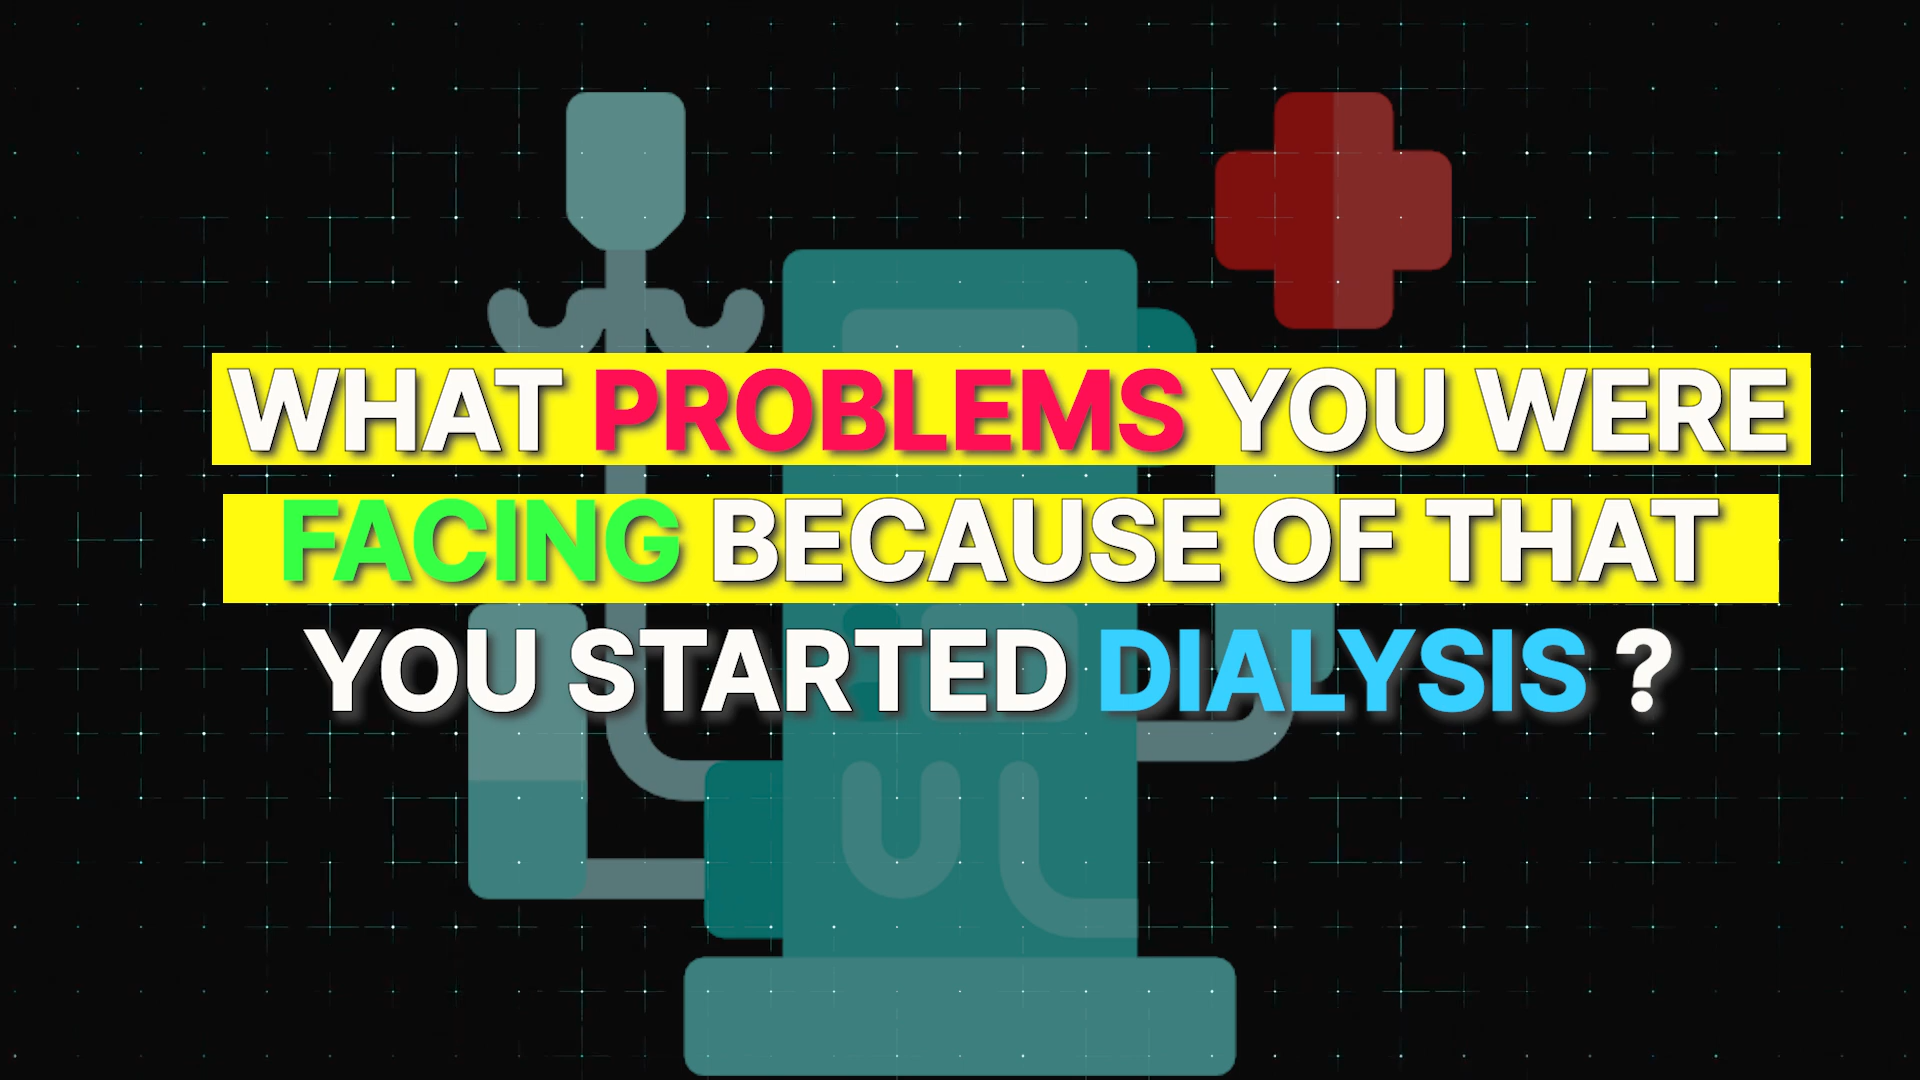 WHAT PROBLEMS YOU WERE
FACING BECAUSE OF THAT
YOU STARTED DIALYSIS ?